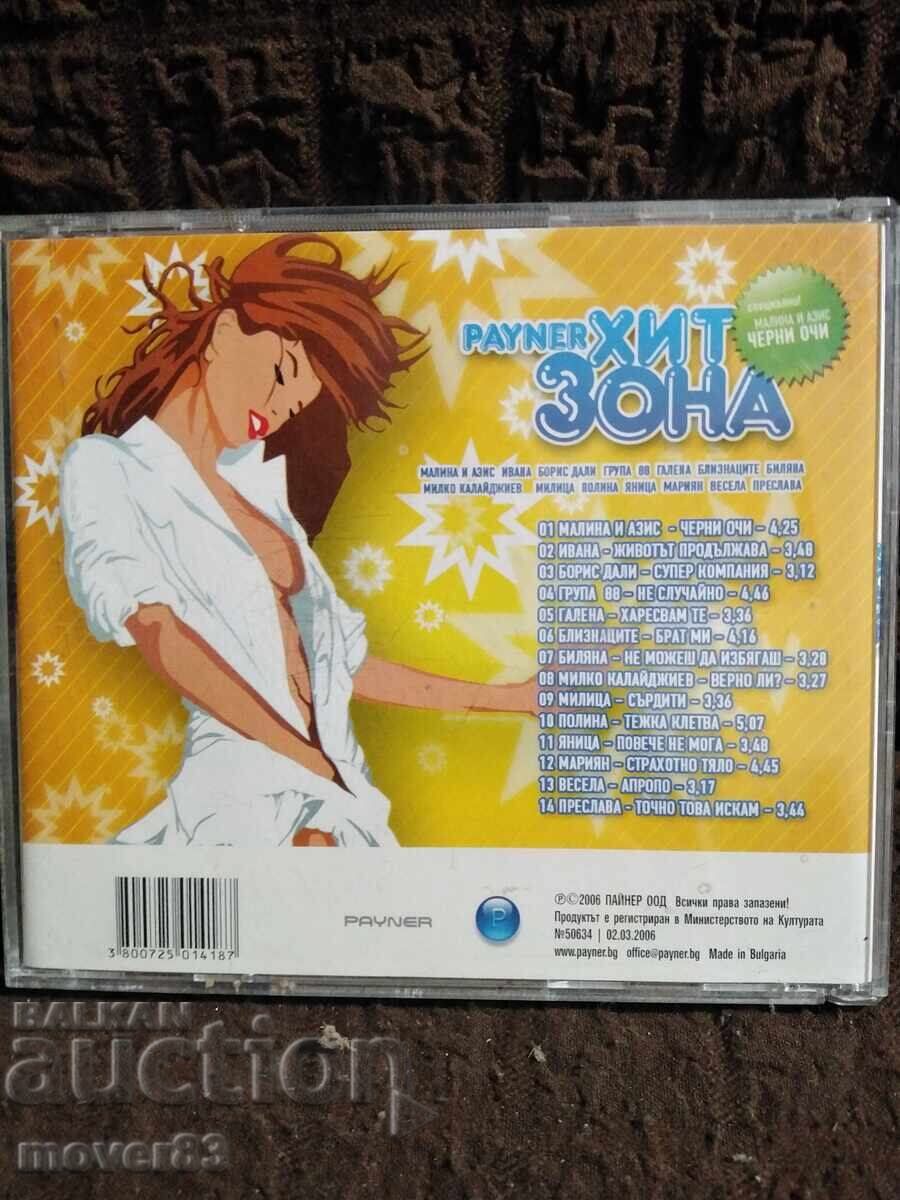 PAYNER ХИТ
ЗОНА
специално!
МАЛИНА И АЗИС
ЧЕРНИ ОЧИ
МАЛИНА И АЗИС ИВАНА БОРИС ДАЛИ ГРУПА 88 ГАЛЕНА БЛИЗНАЦИТЕ БИЛЯНА
МИЛКО КАЛАЙДЖИЕВ МИЛИЦА ПОЛИНА ЯНИЦА МАРИЯН ВЕСЕЛА ПРЕСЛАВА
01 МАЛИНА И АЗИС - ЧЕРНИ ОЧИ - 4,25
02 ИВАНА - ЖИВОТЪТ ПРОДЪЛЖАВА - 3,48
03 БОРИС ДАЛИ - СУПЕР КОМПАНИЯ - 3,12
04 ГРУПА 88 - НЕ СЛУЧАЙНО - 4,46
05 ГАЛЕНА - ХАРЕСВАМ ТЕ - 3,36
06 БЛИЗНАЦИТЕ - БРАТ МИ - 4,16
07 БИЛЯНА - НЕ МОЖЕШ ДА ИЗБЯГАШ - 3,28
08 МИЛКО КАЛАЙДЖИЕВ - ВЕРНО ЛИ? - 3,27
09 МИЛИЦА - СЪРДИТИ - 3,36
10 ПОЛИНА - ТЕЖКА КЛЕТВА - 5,07
11 ЯНИЦА - ПОВЕЧЕ НЕ МОГА - 3,48
12 МАРИЯН - СТРАХОТНО ТЯЛО - 4,45
13 ВЕСЕЛА - АПРОПО - 3,17
14 ПРЕСЛАВА - ТОЧНО ТОВА ИСКАМ - 3,44
3 800725 014187
PAYNER
P
℗©2006 ПАЙНЕР ООД Всички права запазени!
Продуктът е регистриран в Министерството на Културата
№50634 | 02.03.2006
www.payner.bg office@payner.bg Made in Bulgaria
BALKAN
auction
mover83